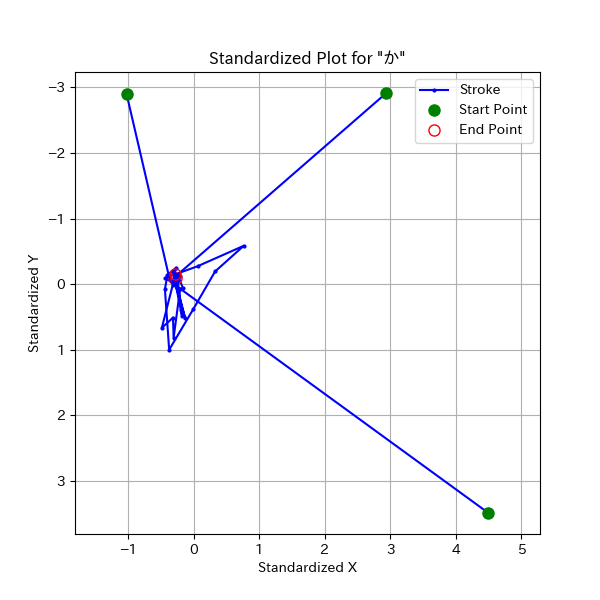 Standardized Plot for "か"
Stroke
Start Point
End Point
Standardized Y
−3
−2
−1
0
1
2
3
−1 0 1 2 3 4 5
Standardized X